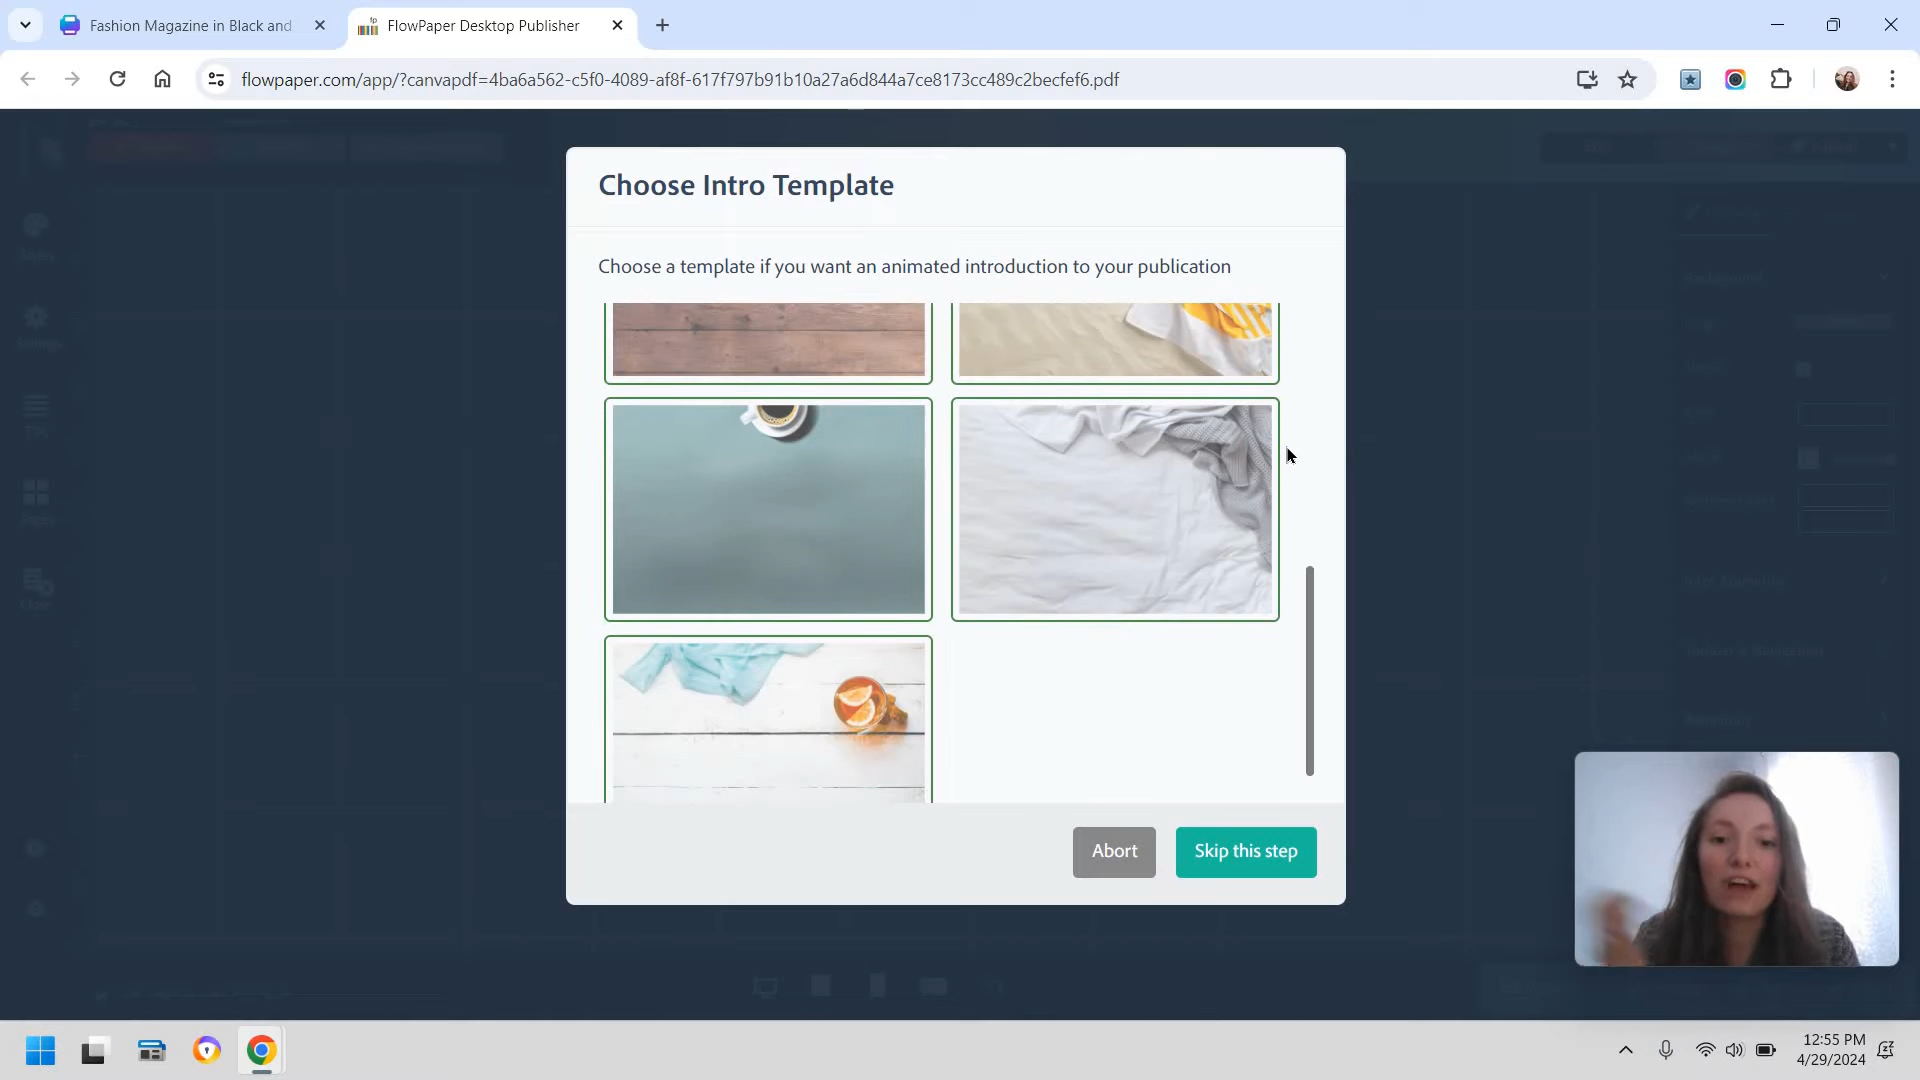 Fashion Magazine in Black and
FlowPaper Desktop Publisher
flowpaper.com/app/?canvapdf=4ba6a562-c5f0-4089-af8f-617f797b91b10a27a6d844a7ce8173cc489c2becfef6.pdf
Choose Intro Template
Choose a template if you want an animated introduction to your publication
Abort
Skip this step
12:55 PM
4/29/2024